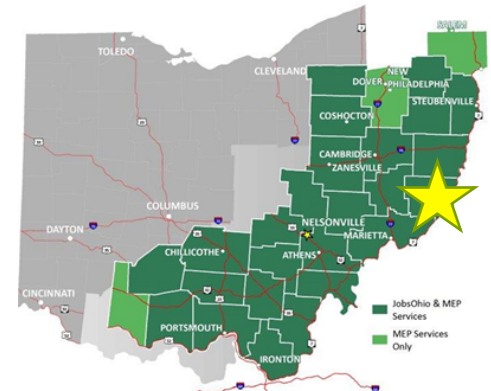 SALEM
TOLEDO
CLEVELAND
NEW
DOVER
PHILADELPHIA
STEUBENVILLE
COSHOCTON
CAMBRIDGE
ZANESVILLE
COLUMBUS
NELSONVILLE
DAYTON
MARIETTA
CHILLICOTHE
ATHENS
CINCINNATI
JobsOhio & MEP
Services
PORTSMOUTH
MEP Services
Only
IRONTON